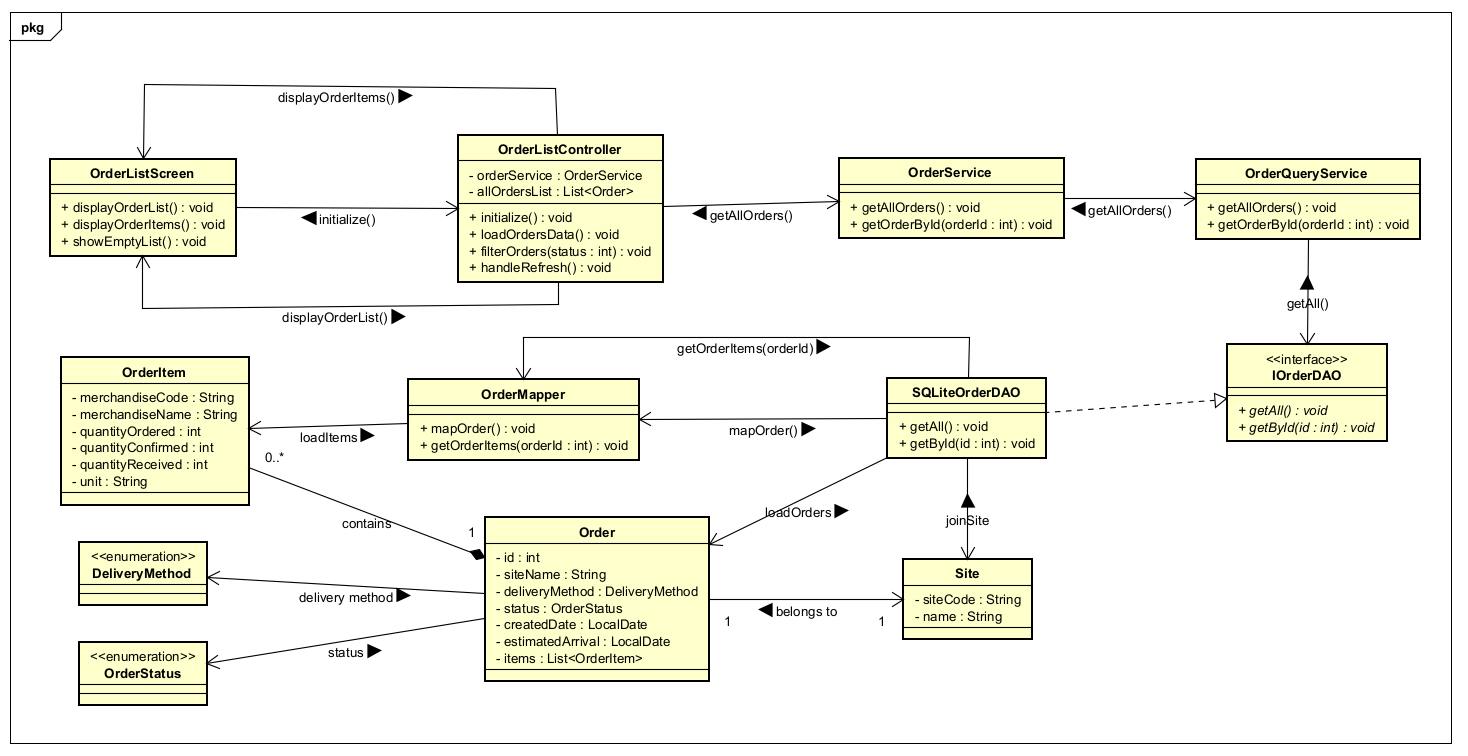 pkg
displayOrderItems()
OrderListScreen
+ displayOrderList() : void
+ displayOrderItems() : void
+ showEmptyList() : void
initialize()
OrderListController
- orderService : OrderService
- allOrdersList : List<Order>
+ initialize() : void
+ loadOrdersData() : void
+ filterOrders(status : int) : void
+ handleRefresh() : void
getAllOrders()
OrderService
+ getAllOrders() : void
+ getOrderById(orderId : int) : void
getAllOrders()
OrderQueryService
+ getAllOrders() : void
+ getOrderById(orderId : int) : void
displayOrderList()
getAll()
getOrderItems(orderId)
<<interface>>
IOrderDAO
+ getAll() : void
+ getById(id : int) : void
OrderItem
- merchandiseCode : String
- merchandiseName : String
- quantityOrdered : int
- quantityConfirmed : int
- quantityReceived : int
- unit : String
loadItems
0..*
OrderMapper
+ mapOrder() : void
+ getOrderItems(orderId : int) : void
mapOrder()
SQLiteOrderDAO
+ getAll() : void
+ getById(id : int) : void
contains
1
loadOrders
joinSite
<<enumeration>>
DeliveryMethod
delivery method
Order
- id : int
- siteName : String
- deliveryMethod : DeliveryMethod
- status : OrderStatus
- createdDate : LocalDate
- estimatedArrival : LocalDate
- items : List<OrderItem>
belongs to
1
1
Site
- siteCode : String
- name : String
<<enumeration>>
OrderStatus
status